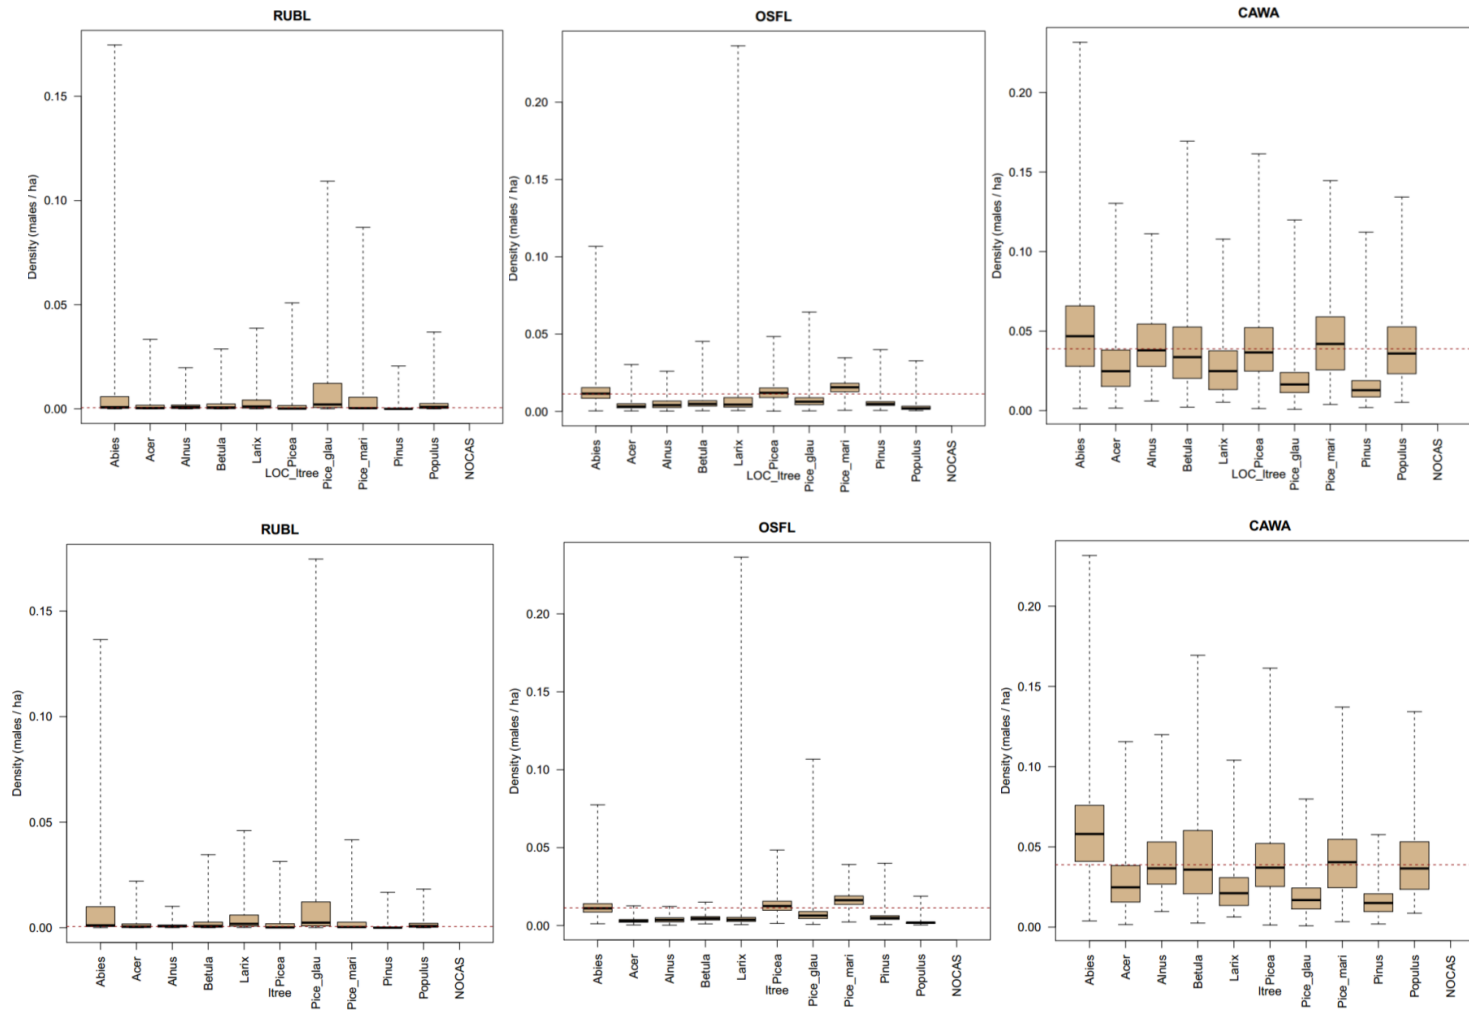 RUBL
Density (males / ha)
0.15
0.10
0.05
0.00
Abies
Acer
Alnus
Betula
Larix
Picea
Pice_glau
Pice_mari
Pinus
Populus
NOCAS
LOC_ltree
OSFL
Density (males / ha)
0.20
0.15
0.10
0.05
0.00
Abies
Acer
Alnus
Betula
Larix
Picea
Pice_glau
Pice_mari
Pinus
Populus
NOCAS
LOC_ltree
CAWA
Density (males / ha)
0.20
0.15
0.10
0.05
0.00
Abies
Acer
Alnus
Betula
Larix
Picea
Pice_glau
Pice_mari
Pinus
Populus
NOCAS
LOC_ltree
RUBL
Density (males / ha)
0.15
0.10
0.05
0.00
Abies
Acer
Alnus
Betula
Larix
Picea
Pice_glau
Pice_mari
Pinus
Populus
NOCAS
ltree
OSFL
Density (males / ha)
0.20
0.15
0.10
0.05
0.00
Abies
Acer
Alnus
Betula
Larix
Picea
Pice_glau
Pice_mari
Pinus
Populus
NOCAS
ltree
CAWA
Density (males / ha)
0.20
0.15
0.10
0.05
0.00
Abies
Acer
Alnus
Betula
Larix
Picea
Pice_glau
Pice_mari
Pinus
Populus
NOCAS
ltree